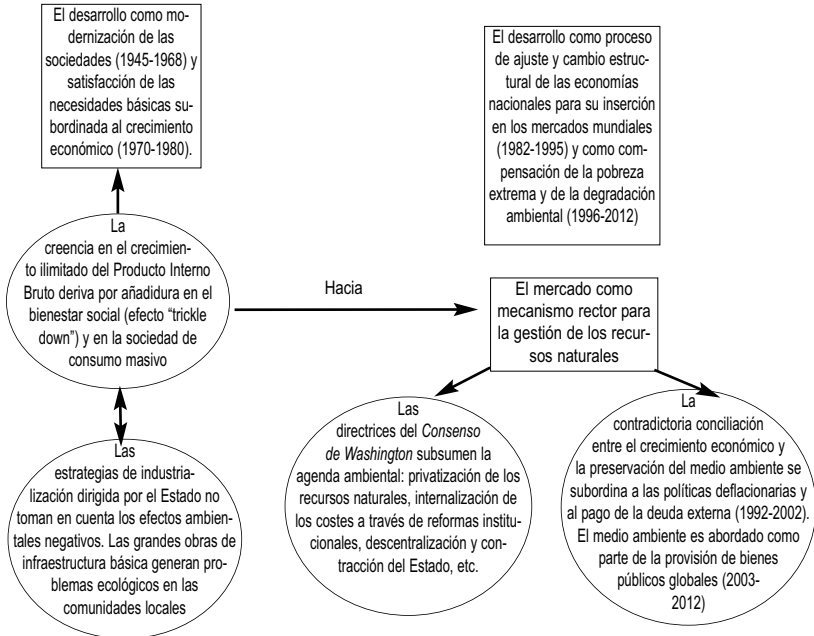 El desarrollo como mo-
dernización de las
sociedades (1945-1968) y
satisfacción de las
necesidades básicas su-
bordinada al crecimiento
económico (1970-1980).
El desarrollo como proceso
de ajuste y cambio estruc-
tural de las economías
nacionales para su inserción
en los mercados mundiales
(1982-1995) y como com-
pensación de la pobreza
extrema y de la degradación
ambiental (1996-2012)
La
creencia en el crecimien-
to ilimitado del Producto Interno
Bruto deriva por añadidura en el
bienestar social (efecto “trickle
down”) y en la sociedad de
consumo masivo
Hacia
El mercado como
mecanismo rector para
la gestión de los recur-
sos naturales
Las
estrategias de industria-
lización dirigida por el Estado no
toman en cuenta los efectos ambien-
tales negativos. Las grandes obras de
infraestructura básica generan pro-
blemas ecológicos en las
comunidades locales
Las
directrices del Consenso
de Washington subsumen la
agenda ambiental: privatización de los
recursos naturales, internalización de
los costes a través de reformas institu-
cionales, descentralización y con-
tracción del Estado, etc.
La
contradictoria conciliación
entre el crecimiento económico y
la preservación del medio ambiente se
subordina a las políticas deflacionarias y
al pago de la deuda externa (1992-2002).
El medio ambiente es abordado como
parte de la provisión de bienes
públicos globales (2003-
2012)